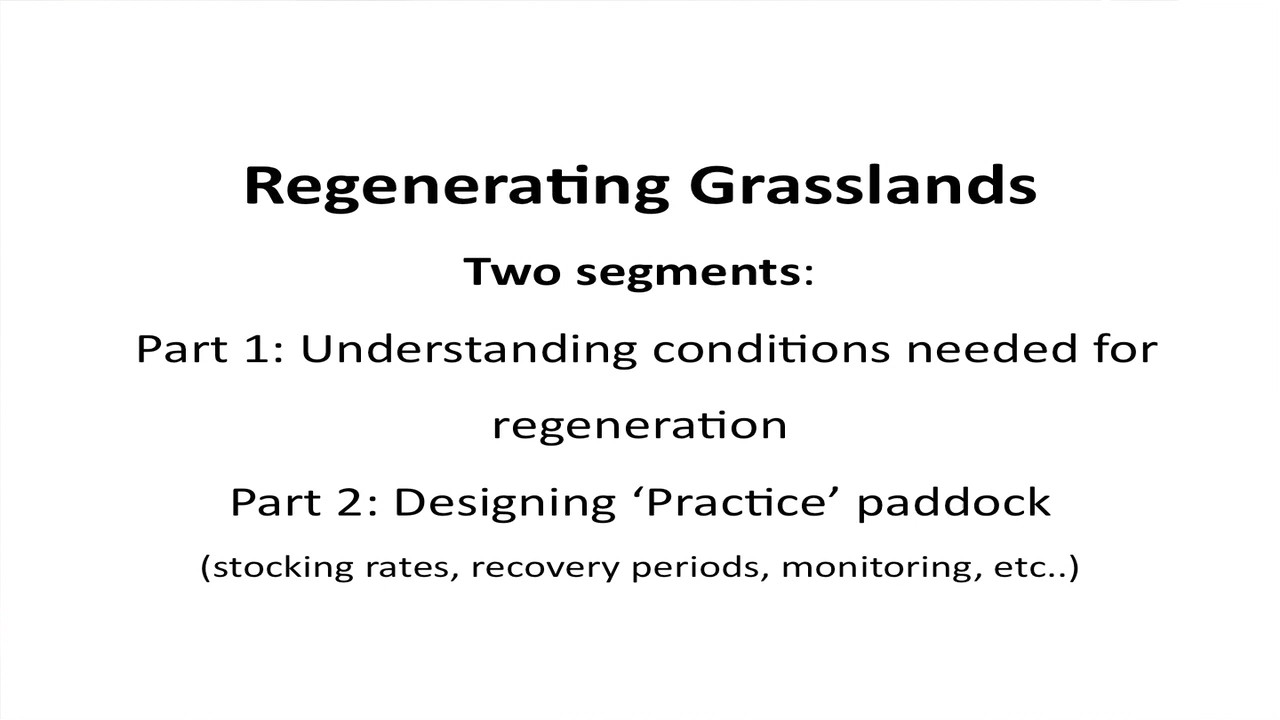 Regenerating Grasslands
Two segments:
Part 1: Understanding conditions needed for
regeneration
Part 2: Designing ‘Practice’ paddock
(stocking rates, recovery periods, monitoring, etc..)